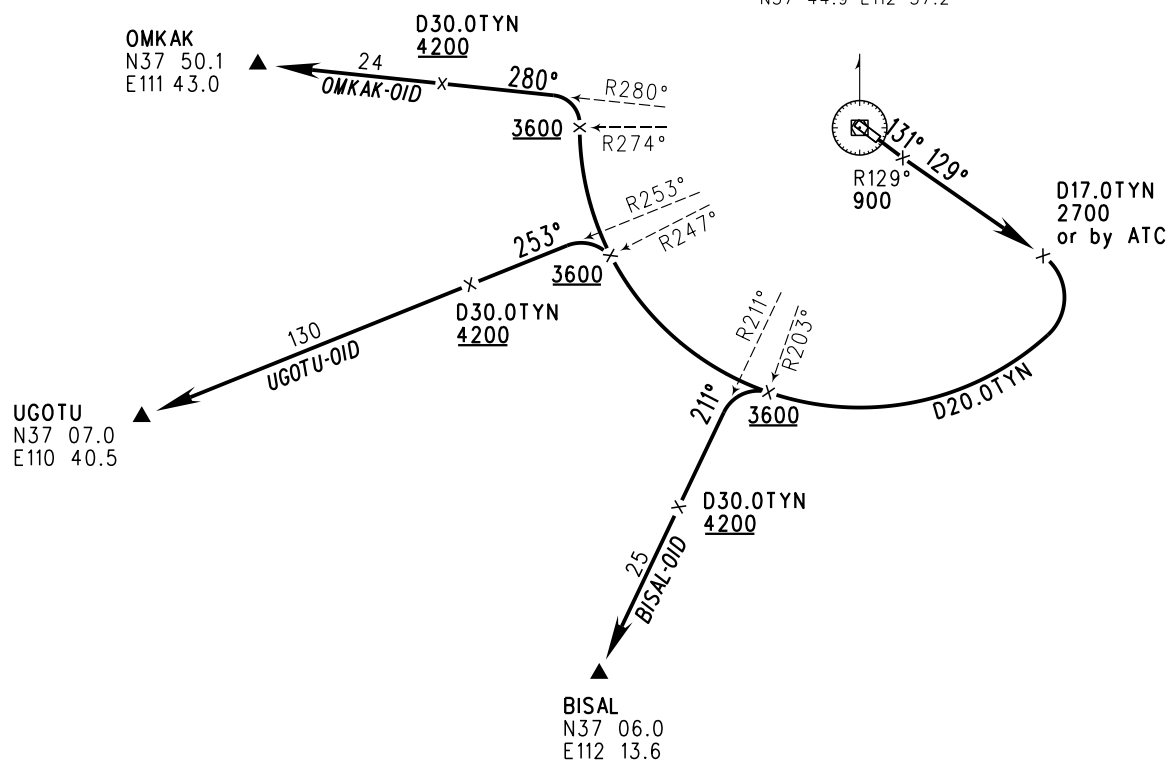 N37 44.9 E112 37.2
D30.0TYN
4200
OMKAK
N37 50.1
E111 43.0
24
OMKAK-01D
280°
R280°
3600
R274°
131° 129°
R129°
900
D17.0TYN
2700
or by ATC
R253°
R247°
253°
3600
D30.0TYN
4200
130
UGOTU-01D
UGOTU
N37 07.0
E110 40.5
R211°
R203°
211°
3600
D20.0TYN
D30.0TYN
4200
25
BISAL-01D
BISAL
N37 06.0
E112 13.6